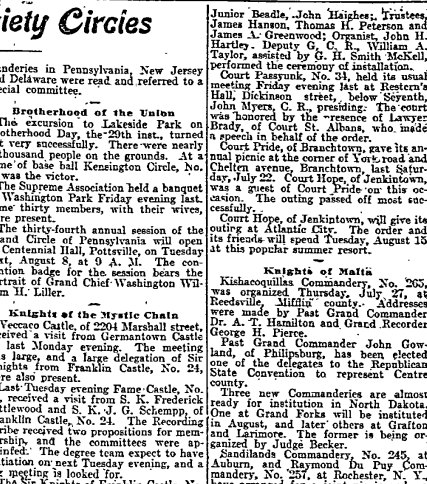 iety Circles
nderies in Pennsylvania, New Jersey
d Delaware were read and referred to a
ecial committee.
Brotherhood of the Union
The excursion to Lakeside Park on
otherhood Day, the 29th inst., turned
t very successfully. There were nearly
thousand people on the grounds. At a
me of base ball Kensington Circle, No.
was the victor.
The Supreme Association held a banquet
Washington Park Friday evening last.
me thirty members, with their wives,
re present.
The thirty-fourth annual session of the
and Circle of Pennsylvania will open
Centennial Hall, Pottsville, on Tuesday
xt, August 8, at 9 A. M. The con-
ntion badge for the session bears the
rtrait of Grand Chief Washington Wil-
m H. Liller.
Knights of the Mystic Chain
Veccaco Castle, of 2204 Marshall street,
ceived a visit from Germantown Castle
last Monday evening. The meeting
s large, and a large delegation of Sir
nights from Franklin Castle, No. 24,
re also present.
Last Tuesday evening Fame Castle, No.
, received a visit from S. K. Frederick
ttlewood and S. K. J. G. Schempp, of
anklin Castle, No. 24. The Recording
ribe received two propositions for mem-
rship, and the committees were ap-
inted. The degree team expect to have
itiation on next Tuesday evening, and a
g meeting is looked for.
Junior Beadle, John Haighes; Trustees,
James Hanson, Thomas H. Peterson and
James A. Greenwood; Organist, John H.
Hartley. Deputy G. C. R., William A.
Taylor, assisted by G. H. Smith McKell,
performed the ceremony of installation.
Court Passyunk, No. 34, held its usual
meeting Friday evening last at Restern's
Hall, Dickinson street, below Seventh,
John Myers, C. R., presiding. The court
was honored by the presence of Lawyer
Brady, of Court St. Albans, who made
a speech in behalf of the order.
Court Pride, of Branchtown, gave its an-
nual picnic at the corner of York road and
Chelten avenue, Branchtown, last Satur-
day, July 22. Court Hope, of Jenkintown,
was a guest of Court Pride on this oc-
casion. The outing passed off most suc-
cessfully.
Court Hope, of Jenkintown, will give its
outing at Atlantic City. The order and
its friends will spend Tuesday, August 15
at this popular summer resort.
Knights of Malta
Kishacoquillas Commandery, No. 265,
was organized Thursday, July 27, at
Reedsville, Mifflin county. Addresses
were made by Past Grand Commander
Dr. A. T. Hamilton and Grand Recorder
George H. Pierce.
Past Grand Commander John Gow-
land, of Philipsburg, has been elected
one of the delegates to the Republican
State Convention to represent Centre
county.
Three new Commanderies are almost
ready for institution in North Dakota.
One at Grand Forks will be instituted
in August, and later others at Grafton
and Larimore. The former is being or-
ganized by Judge Becker.
Sandilands Commandery, No. 245, at
Auburn, and Raymond Du Puy Com-
mandery, No. 257, at Rochester, N. Y.,